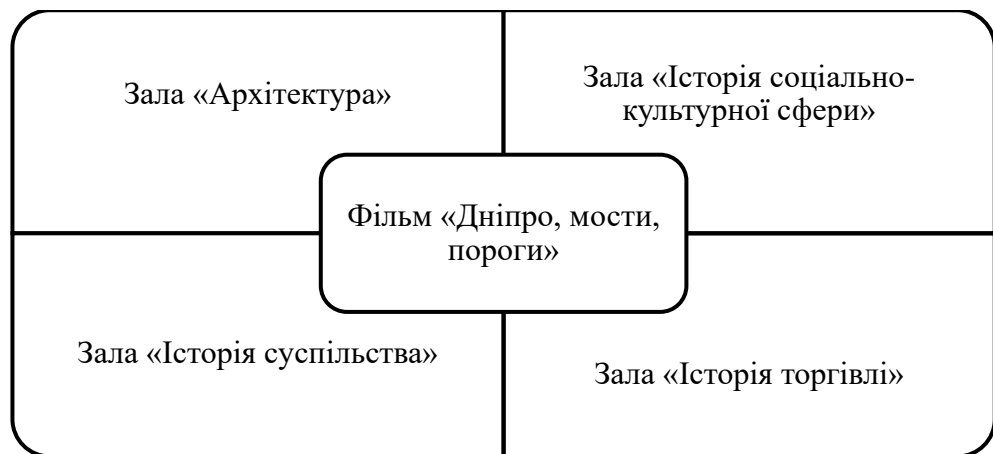 Зала «Архітектура»
Зала «Історія соціально-
культурної сфери»
Фільм «Дніпро, мости,
пороги»
Зала «Історія суспільства»
Зала «Історія торгівлі»